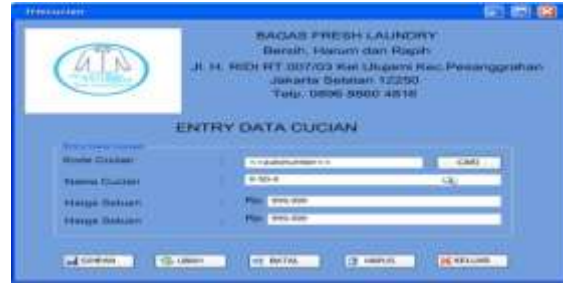 BAGAS FRESH LAUNDRY
Bersih, Harum dan Rapih
Jl. H. RIDI RT 007/03 Kel Ulujami Kec.Pesanggrahan
Jakarta Selatan 12250
Telp. 0896 8860 4816
ENTRY DATA CUCIAN
Kode Cucian : <<autonumber>> CARI
Nama Cucian :
Harga Satuan : Rp.
Harga Satuan : Rp.
SIMPAN UBAH BATAL HAPUS KELUAR